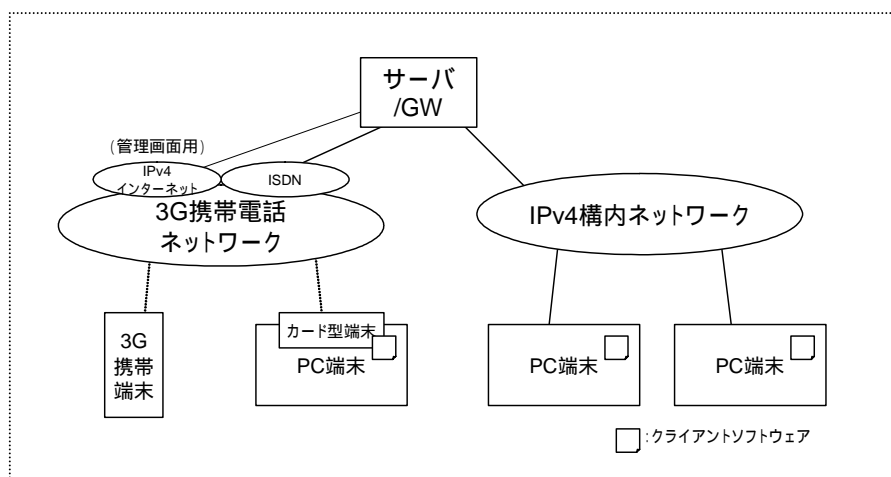 サーバ
/GW
(管理画面用)
IPv4
インターネット
ISDN
3G携帯電話
ネットワーク
IPv4構内ネットワーク
3G
携帯
端末
カード型端末
PC端末
PC端末
PC端末
:クライアントソフトウェア